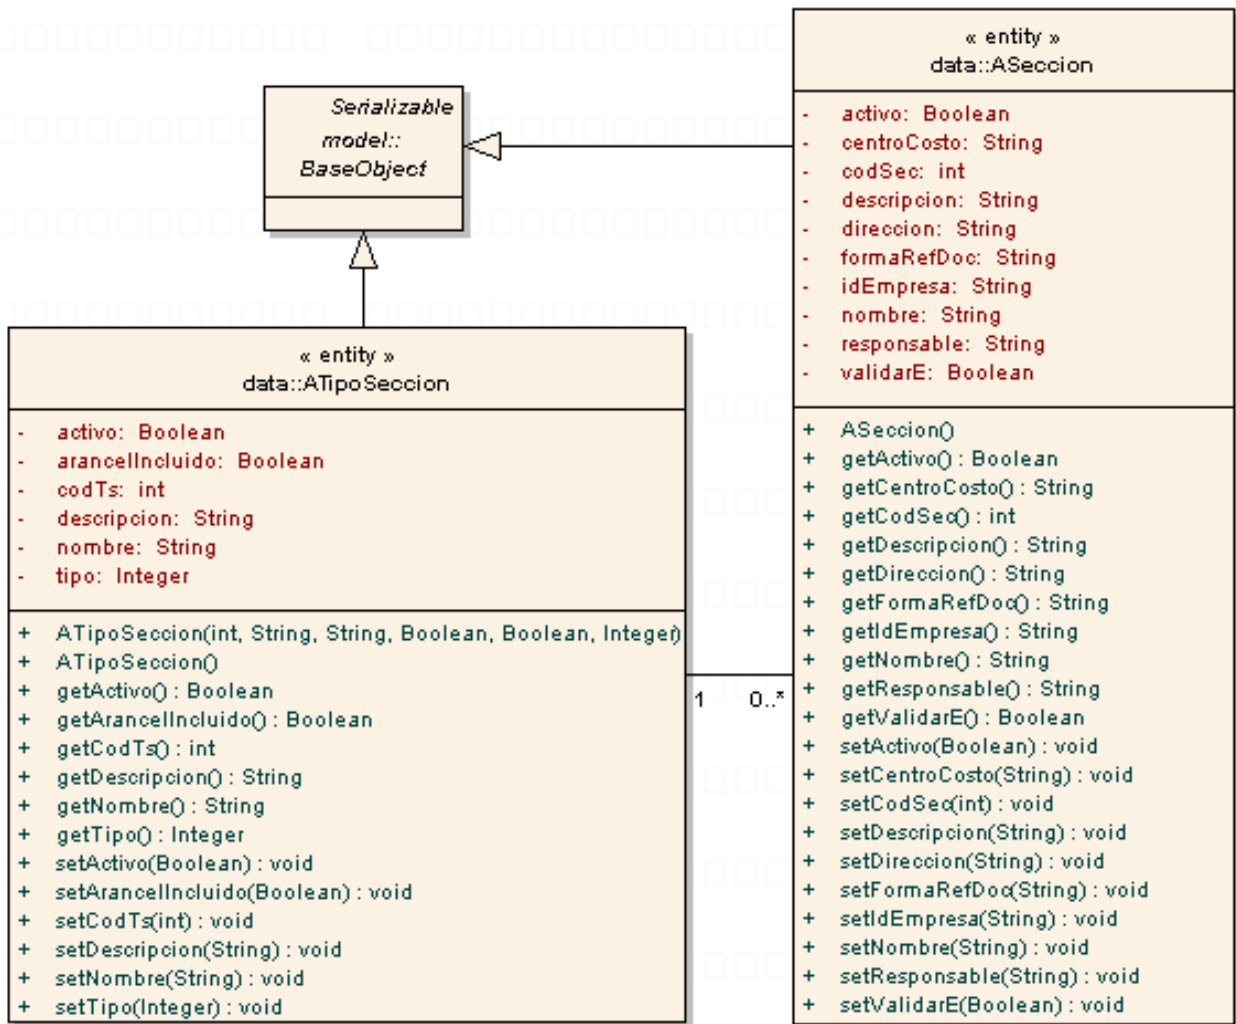 Serializable
model::
BaseObject
« entity »
data::ATipoSeccion
- activo: Boolean
- arancelIncluido: Boolean
- codTs: int
- descripcion: String
- nombre: String
- tipo: Integer
+ ATipoSeccion(int, String, String, Boolean, Boolean, Integer)
+ ATipoSeccion()
+ getActivo() : Boolean
+ getArancelIncluido() : Boolean
+ getCodTs() : int
+ getDescripcion() : String
+ getNombre() : String
+ getTipo() : Integer
+ setActivo(Boolean) : void
+ setArancelIncluido(Boolean) : void
+ setCodTs(int) : void
+ setDescripcion(String) : void
+ setNombre(String) : void
+ setTipo(Integer) : void
1 0..*
« entity »
data::ASeccion
- activo: Boolean
- centroCosto: String
- codSec: int
- descripcion: String
- direccion: String
- formaRefDoc: String
- idEmpresa: String
- nombre: String
- responsable: String
- validarE: Boolean
+ ASeccion()
+ getActivo() : Boolean
+ getCentroCosto() : String
+ getCodSec() : int
+ getDescripcion() : String
+ getDireccion() : String
+ getFormaRefDoc() : String
+ getIdEmpresa() : String
+ getNombre() : String
+ getResponsable() : String
+ getValidarE() : Boolean
+ setActivo(Boolean) : void
+ setCentroCosto(String) : void
+ setCodSec(int) : void
+ setDescripcion(String) : void
+ setDireccion(String) : void
+ setFormaRefDoc(String) : void
+ setIdEmpresa(String) : void
+ setNombre(String) : void
+ setResponsable(String) : void
+ setValidarE(Boolean) : void